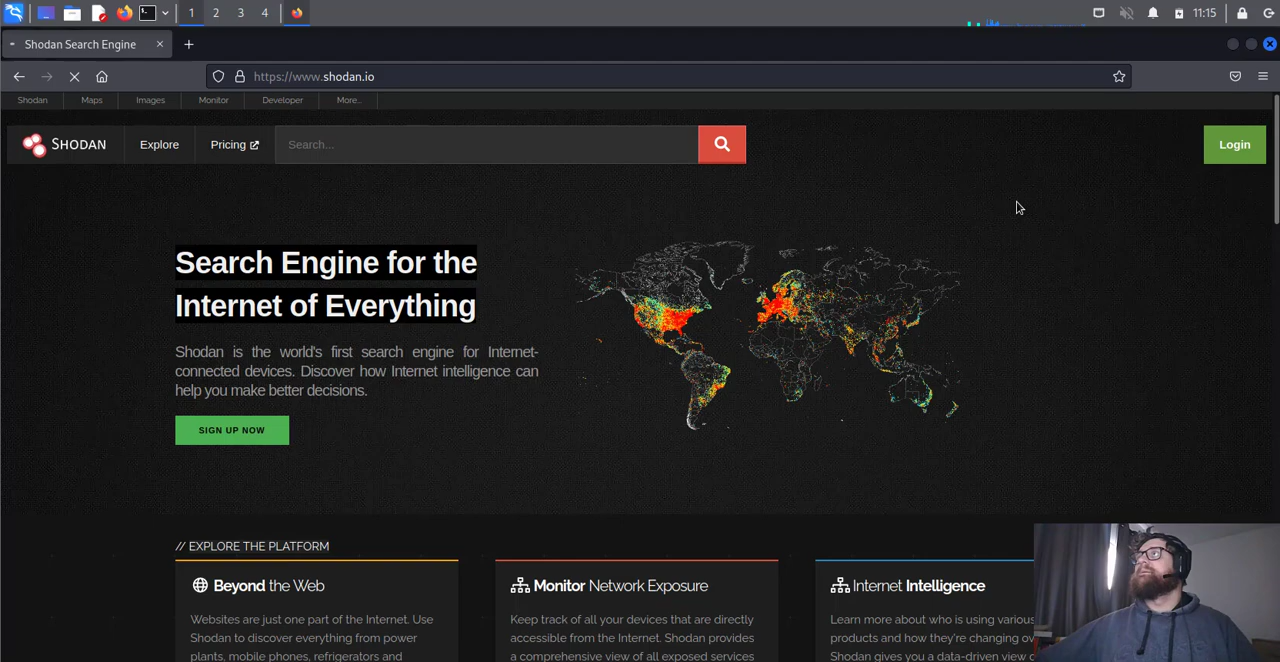 1 2 3 4
11:15
Shodan Search Engine
https://www.shodan.io
Shodan Maps Images Monitor Developer More...
SHODAN Explore Pricing Search... Login
Search Engine for the
Internet of Everything
Shodan is the world's first search engine for Internet-
connected devices. Discover how Internet intelligence can
help you make better decisions.
SIGN UP NOW
// EXPLORE THE PLATFORM
Beyond the Web
Websites are just one part of the Internet. Use
Shodan to discover everything from power
plants, mobile phones, refrigerators and
Monitor Network Exposure
Keep track of all your devices that are directly
accessible from the Internet. Shodan provides
a comprehensive view of all exposed services
Internet Intelligence
Learn more about who is using various
products and how they're changing ov
Shodan gives you a data-driven view o